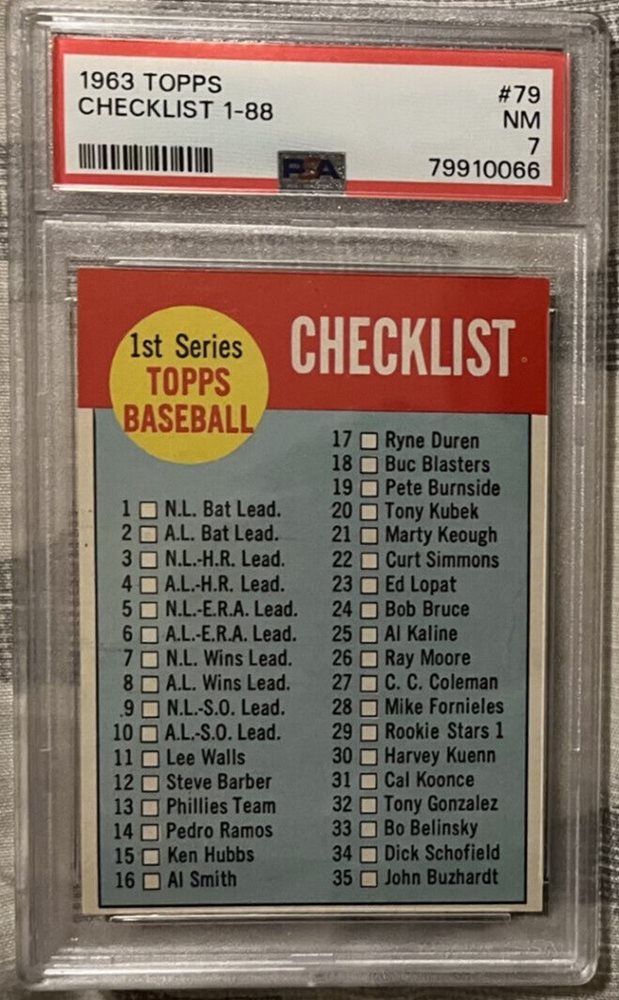 1963 TOPPS
CHECKLIST 1-88
#79
NM
7
PSA
79910066
1st Series
TOPPS
BASEBALL
CHECKLIST
1 N.L. Bat Lead.
2 A.L. Bat Lead.
3 N.L.-H.R. Lead.
4 A.L.-H.R. Lead.
5 N.L.-E.R.A. Lead.
6 A.L.-E.R.A. Lead.
7 N.L. Wins Lead.
8 A.L. Wins Lead.
9 N.L.-S.O. Lead.
10 A.L.-S.O. Lead.
11 Lee Walls
12 Steve Barber
13 Phillies Team
14 Pedro Ramos
15 Ken Hubbs
16 Al Smith
17 Ryne Duren
18 Buc Blasters
19 Pete Burnside
20 Tony Kubek
21 Marty Keough
22 Curt Simmons
23 Ed Lopat
24 Bob Bruce
25 Al Kaline
26 Ray Moore
27 C. C. Coleman
28 Mike Fornieles
29 Rookie Stars 1
30 Harvey Kuenn
31 Cal Koonce
32 Tony Gonzalez
33 Bo Belinsky
34 Dick Schofield
35 John Buzhardt